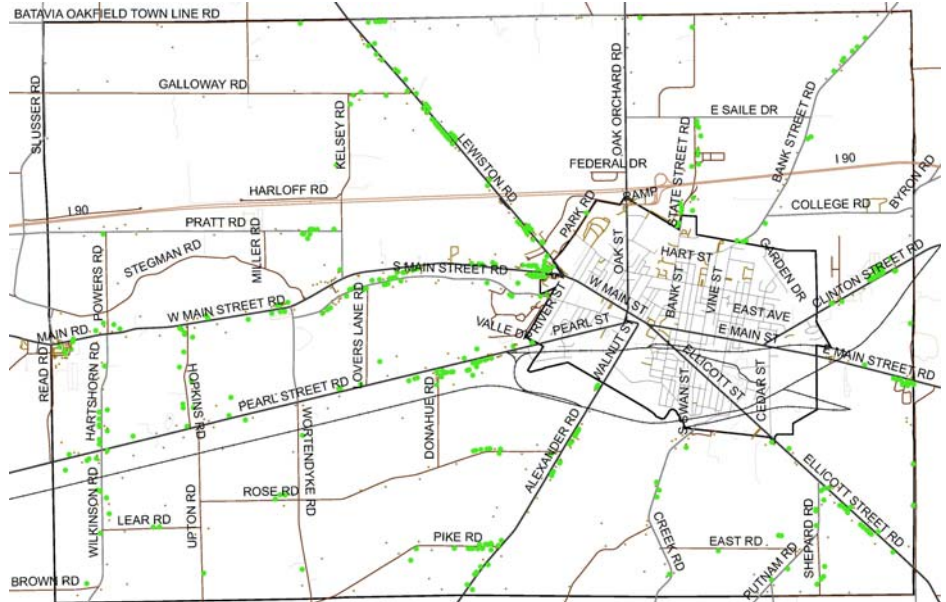 BATAVIA OAKFIELD TOWN LINE RD
SLUSSER RD
GALLOWAY RD
KELSEY RD
LEWISTON RD
OAK ORCHARD RD
E SAILE DR
BANK STREET RD
STATE STREET RD
FEDERAL DR
I 90
BYRON RD
HARLOFF RD
RAMP
I 90
PARK RD
COLLEGE RD
PRATT RD
MILLER RD
STEGMAN RD
POWERS RD
OAK ST
HART ST
GARDEN DR
CLINTON STREET RD
S MAIN STREET RD
W MAIN ST
BANK ST
VINE ST
W MAIN STREET RD
OVERS LANE RD
VALLE DR
RIVER ST
PEARL ST
EAST AVE
MAIN RD
E MAIN ST
READ RD
HARTSHORN RD
HOPKINS RD
WALNUT ST
ELLICOTT ST
E MAIN STREET RD
PEARL STREET RD
WORTENDYKE RD
DONAHUE RD
S SWAN ST
CEDAR ST
ALEXANDER RD
ELLICOTT STREET RD
WILKINSON RD
UPTON RD
ROSE RD
LEAR RD
PIKE RD
CREEK RD
EAST RD
SHEPARD RD
PUTNAM RD
BROWN RD